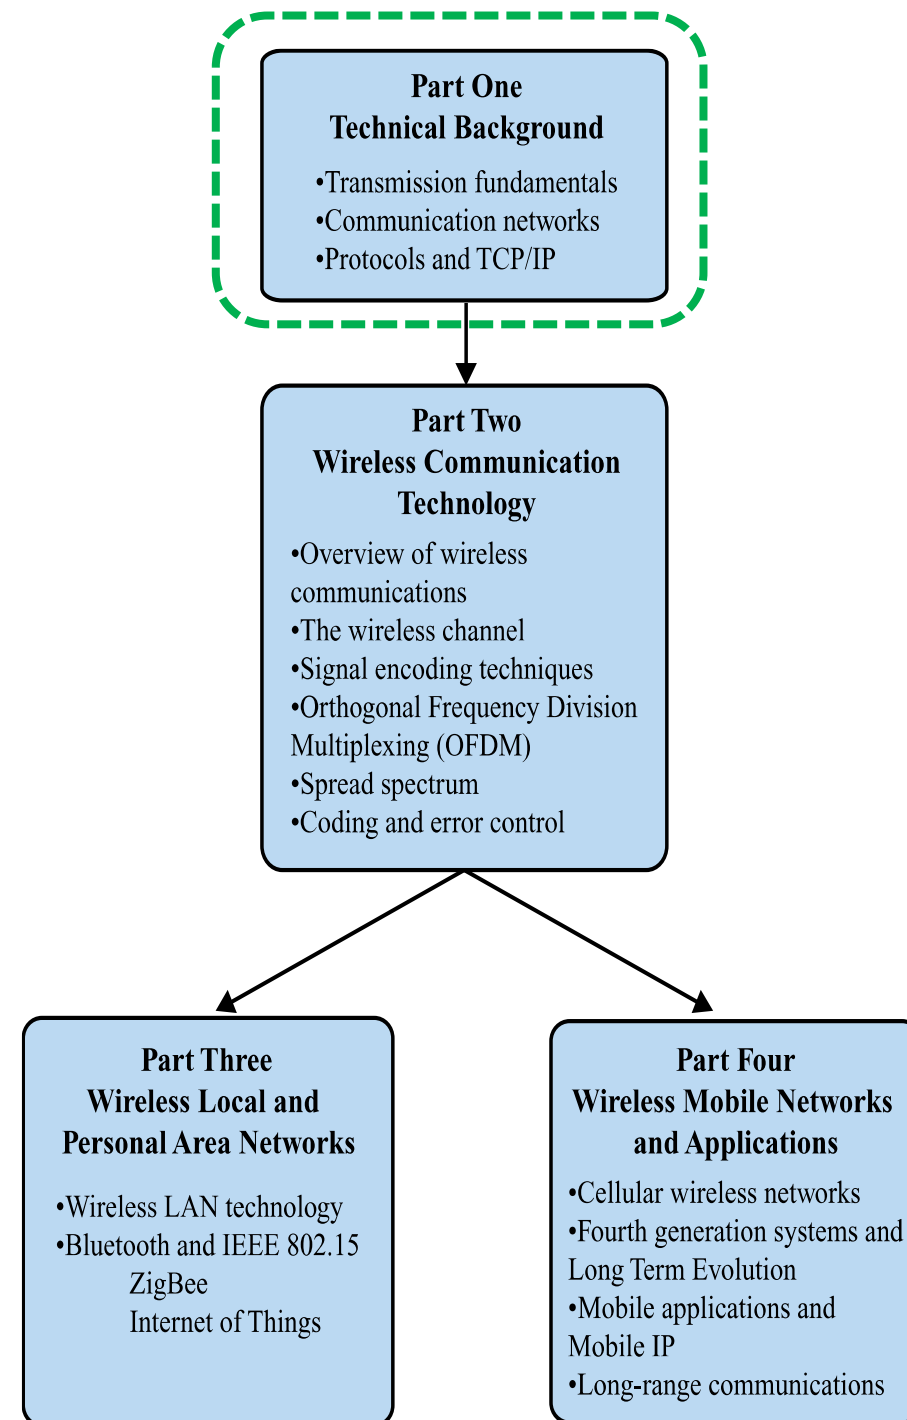 Part One
Technical Background
•Transmission fundamentals
•Communication networks
•Protocols and TCP/IP
Part Two
Wireless Communication
Technology
•Overview of wireless
communications
•The wireless channel
•Signal encoding techniques
•Orthogonal Frequency Division
Multiplexing (OFDM)
•Spread spectrum
•Coding and error control
Part Three
Wireless Local and
Personal Area Networks
•Wireless LAN technology
•Bluetooth and IEEE 802.15
ZigBee
Internet of Things
Part Four
Wireless Mobile Networks
and Applications
•Cellular wireless networks
•Fourth generation systems and
Long Term Evolution
•Mobile applications and
Mobile IP
•Long-range communications